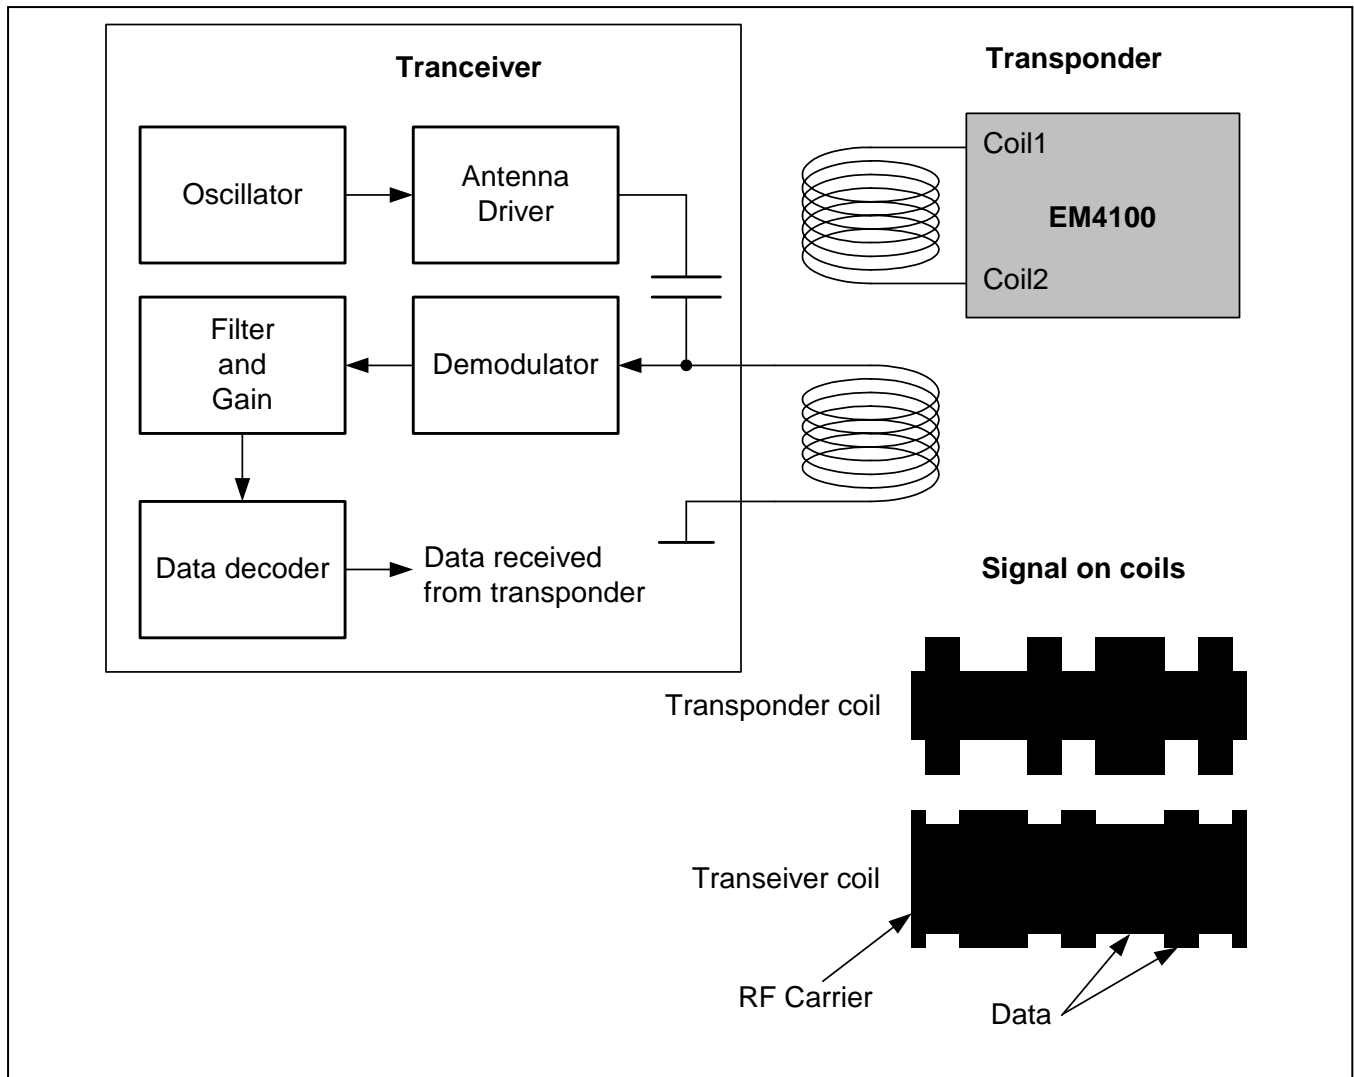 Tranceiver
Transponder
Oscillator
Antenna
Driver
Coil1
EM4100
Coil2
Filter
and
Gain
Demodulator
Data decoder
Data received
from transponder
Signal on coils
Transponder coil
Transeiver coil
RF Carrier
Data